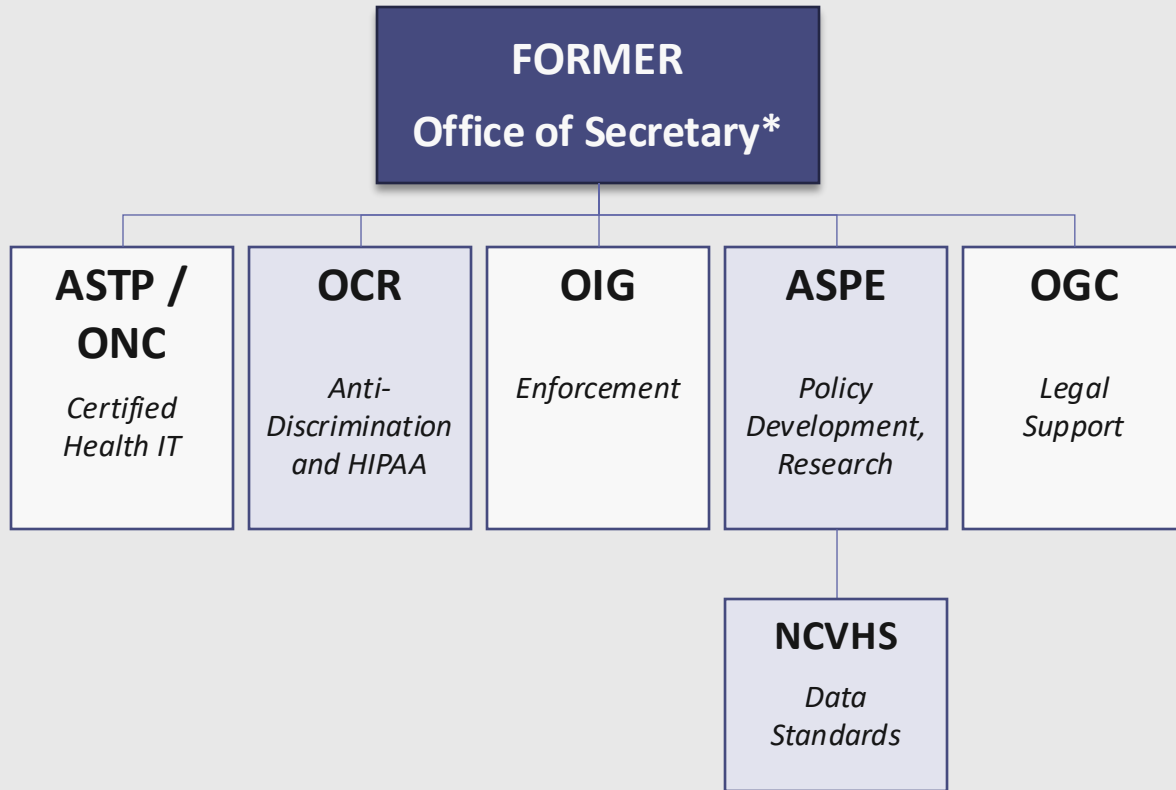 FORMER
Office of Secretary*
ASTP /
ONC
Certified
Health IT
OCR
Anti-
Discrimination
and HIPAA
OIG
Enforcement
ASPE
Policy
Development,
Research
OGC
Legal
Support
NCVHS
Data
Standards